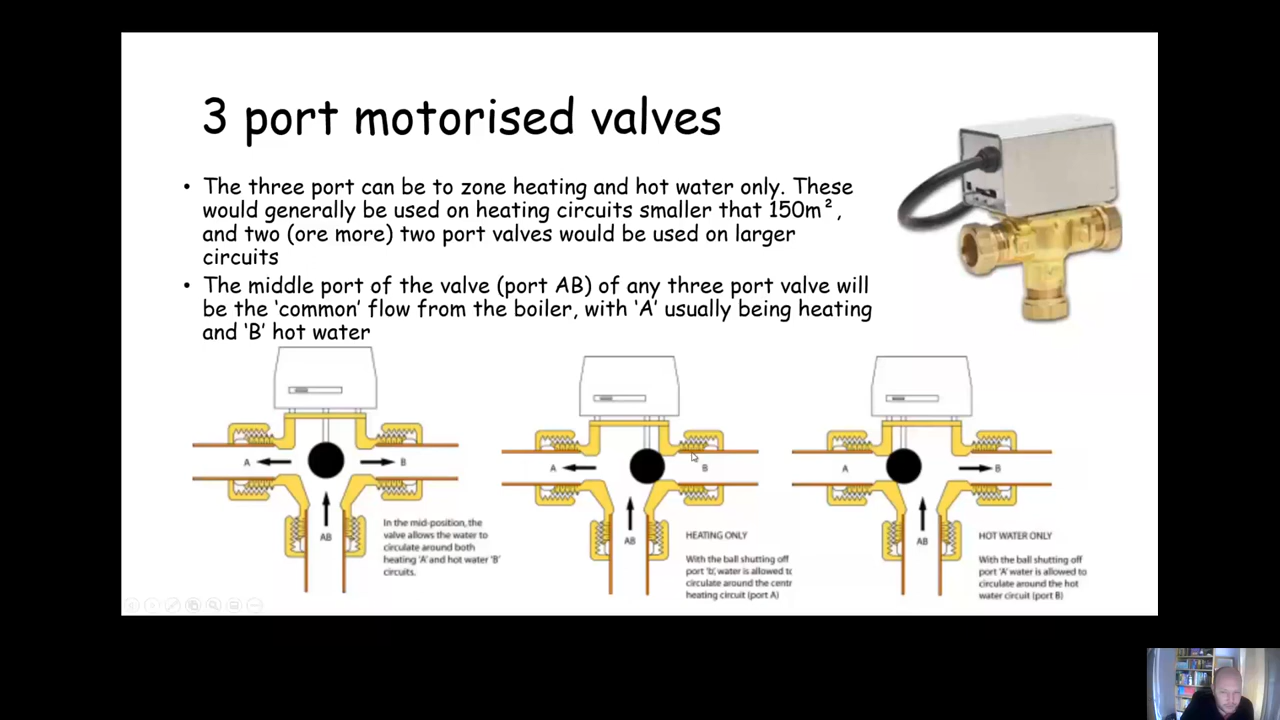 3 port motorised valves
• The three port can be to zone heating and hot water only. These
would generally be used on heating circuits smaller that 150m²,
and two (ore more) two port valves would be used on larger
circuits
• The middle port of the valve (port AB) of any three port valve will
be the ‘common’ flow from the boiler, with ‘A’ usually being heating
and ‘B’ hot water
A
B
AB
In the mid-position, the
valve allows the water to
circulate around both
heating 'A' and hot water 'B'
circuits.
A
B
AB
HEATING ONLY
With the ball shutting off
port 'b', water is allowed to
circulate around the centr
heating circuit (port A)
A
B
AB
HOT WATER ONLY
With the ball shutting off
port 'A' water is allowed to
circulate around the hot
water circuit (port B)